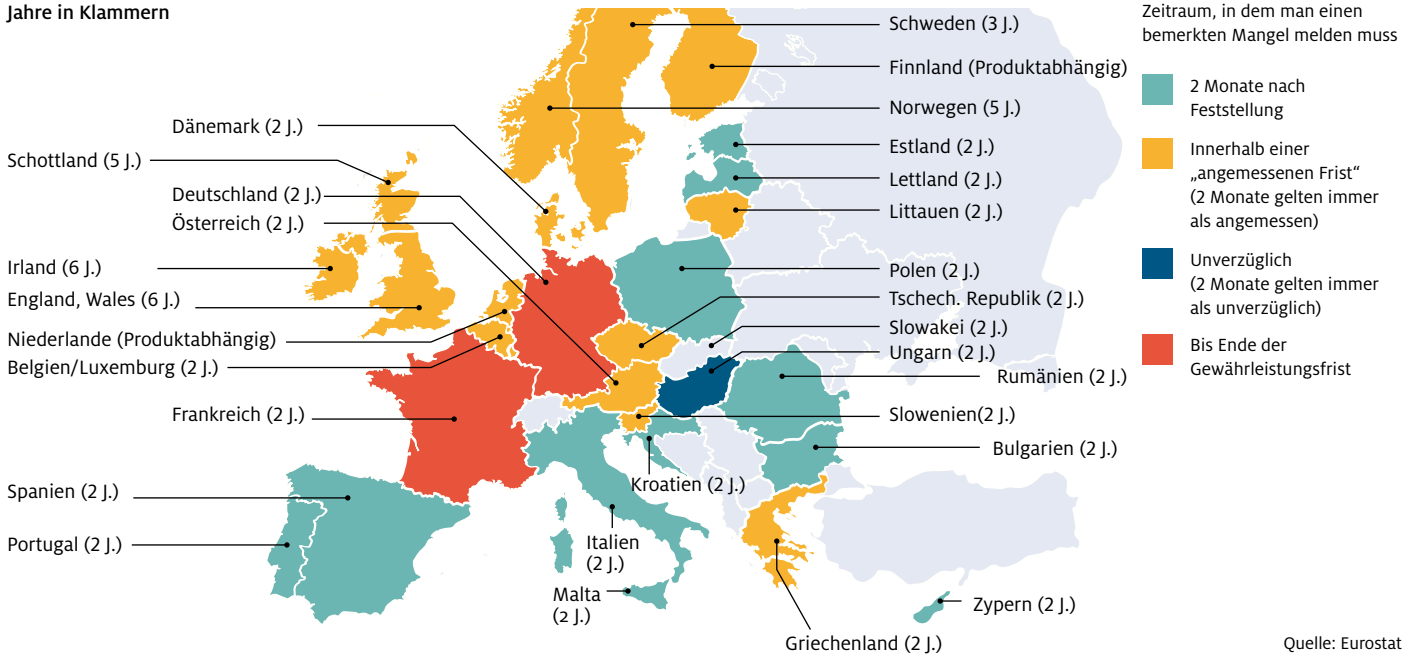 Jahre in Klammern
Schweden (3 J.)
Finnland (Produktabhängig)
Norwegen (5 J.)
Dänemark (2 J.)
Estland (2 J.)
Schottland (5 J.)
Lettland (2 J.)
Deutschland (2 J.)
Littauen (2 J.)
Österreich (2 J.)
Irland (6 J.)
Polen (2 J.)
England, Wales (6 J.)
Tschech. Republik (2 J.)
Slowakei (2 J.)
Niederlande (Produktabhängig)
Ungarn (2 J.)
Belgien/Luxemburg (2 J.)
Rumänien (2 J.)
Frankreich (2 J.)
Slowenien(2 J.)
Bulgarien (2 J.)
Kroatien (2 J.)
Spanien (2 J.)
Portugal (2 J.)
Italien
(2 J.)
Malta
(2 J.)
Zypern (2 J.)
Griechenland (2 J.)
Zeitraum, in dem man einen
bemerkten Mangel melden muss
2 Monate nach
Feststellung
Innerhalb einer
„angemessenen Frist“
(2 Monate gelten immer
als angemessen)
Unverzüglich
(2 Monate gelten immer
als unverzüglich)
Bis Ende der
Gewährleistungsfrist
Quelle: Eurostat